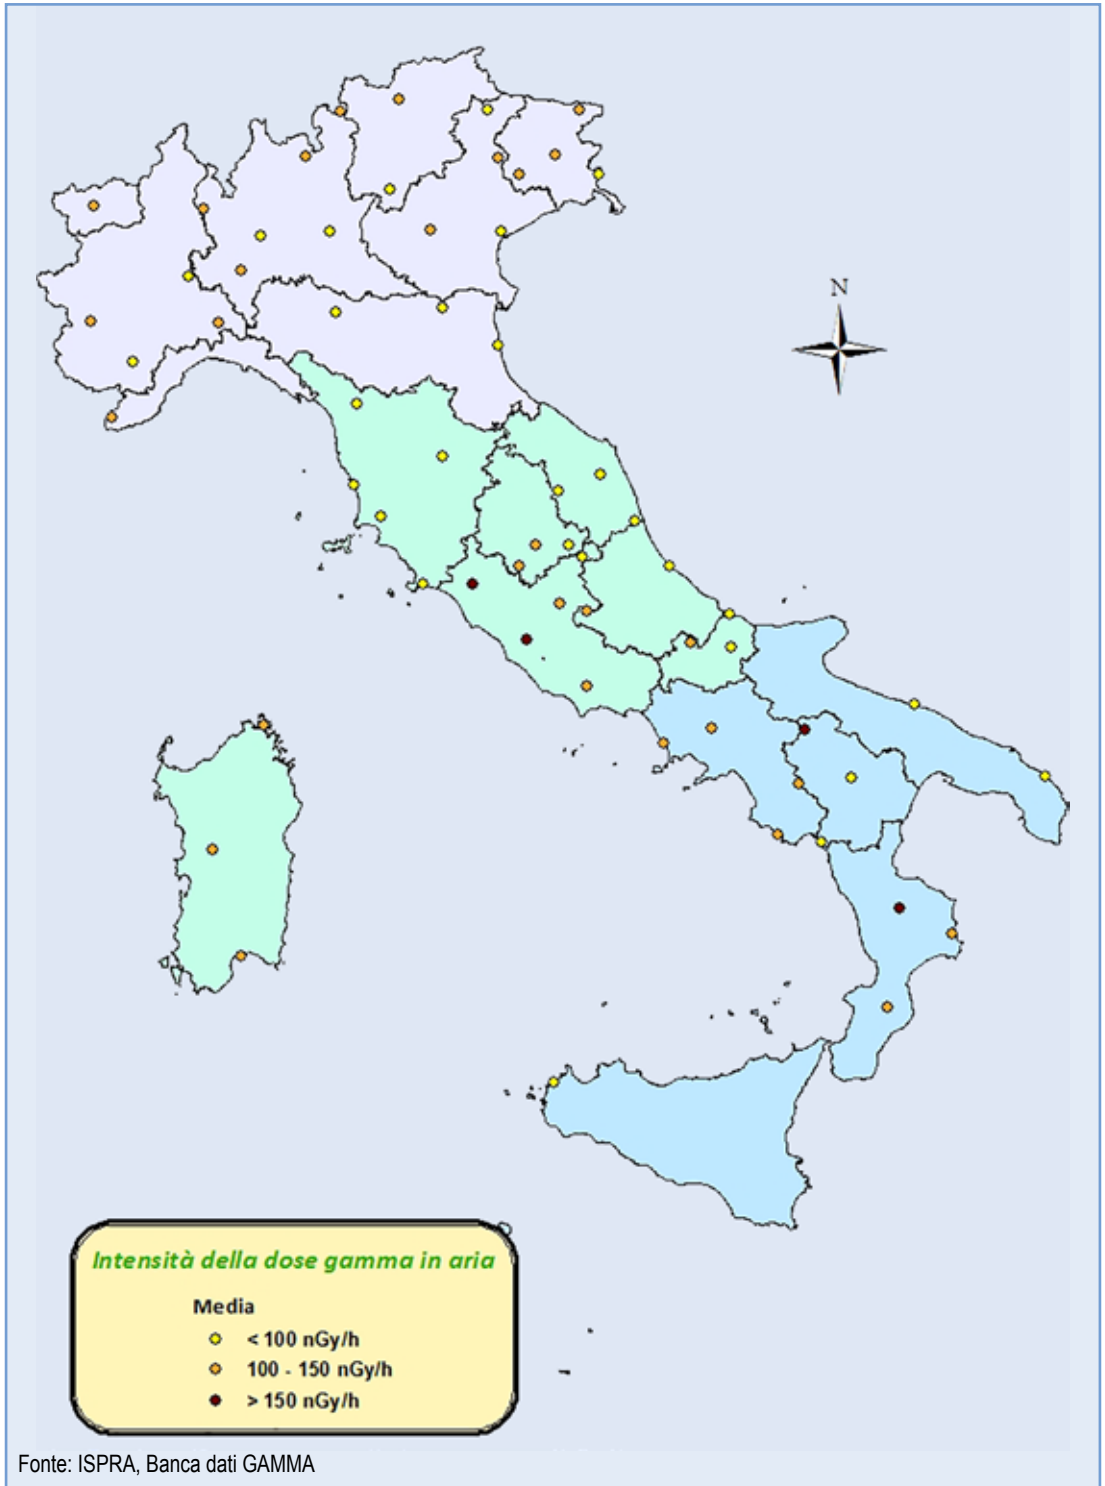 N
Intensità della dose gamma in aria
Media
< 100 nGy/h
100 - 150 nGy/h
> 150 nGy/h
Fonte: ISPRA, Banca dati GAMMA